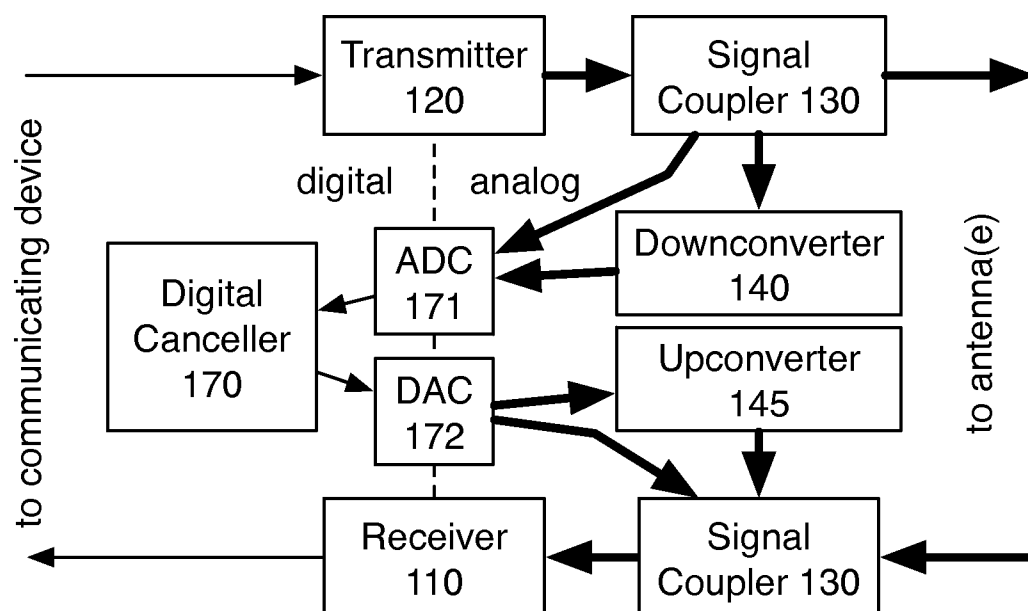 Transmitter
120
Signal
Coupler 130
digital
analog
to communicating device
ADC
171
Downconverter
140
Digital
Canceller
170
to antenna(e)
DAC
172
Upconverter
145
Receiver
110
Signal
Coupler 130